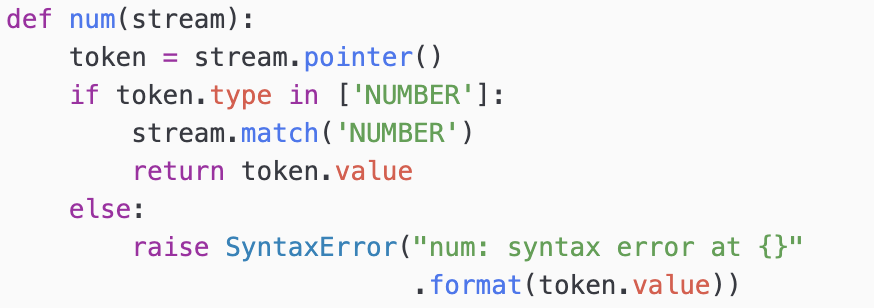 def num(stream):
    token = stream.pointer()
    if token.type in ['NUMBER']:
        stream.match('NUMBER')
        return token.value
    else:
        raise SyntaxError("num: syntax error at {}"
                          .format(token.value))